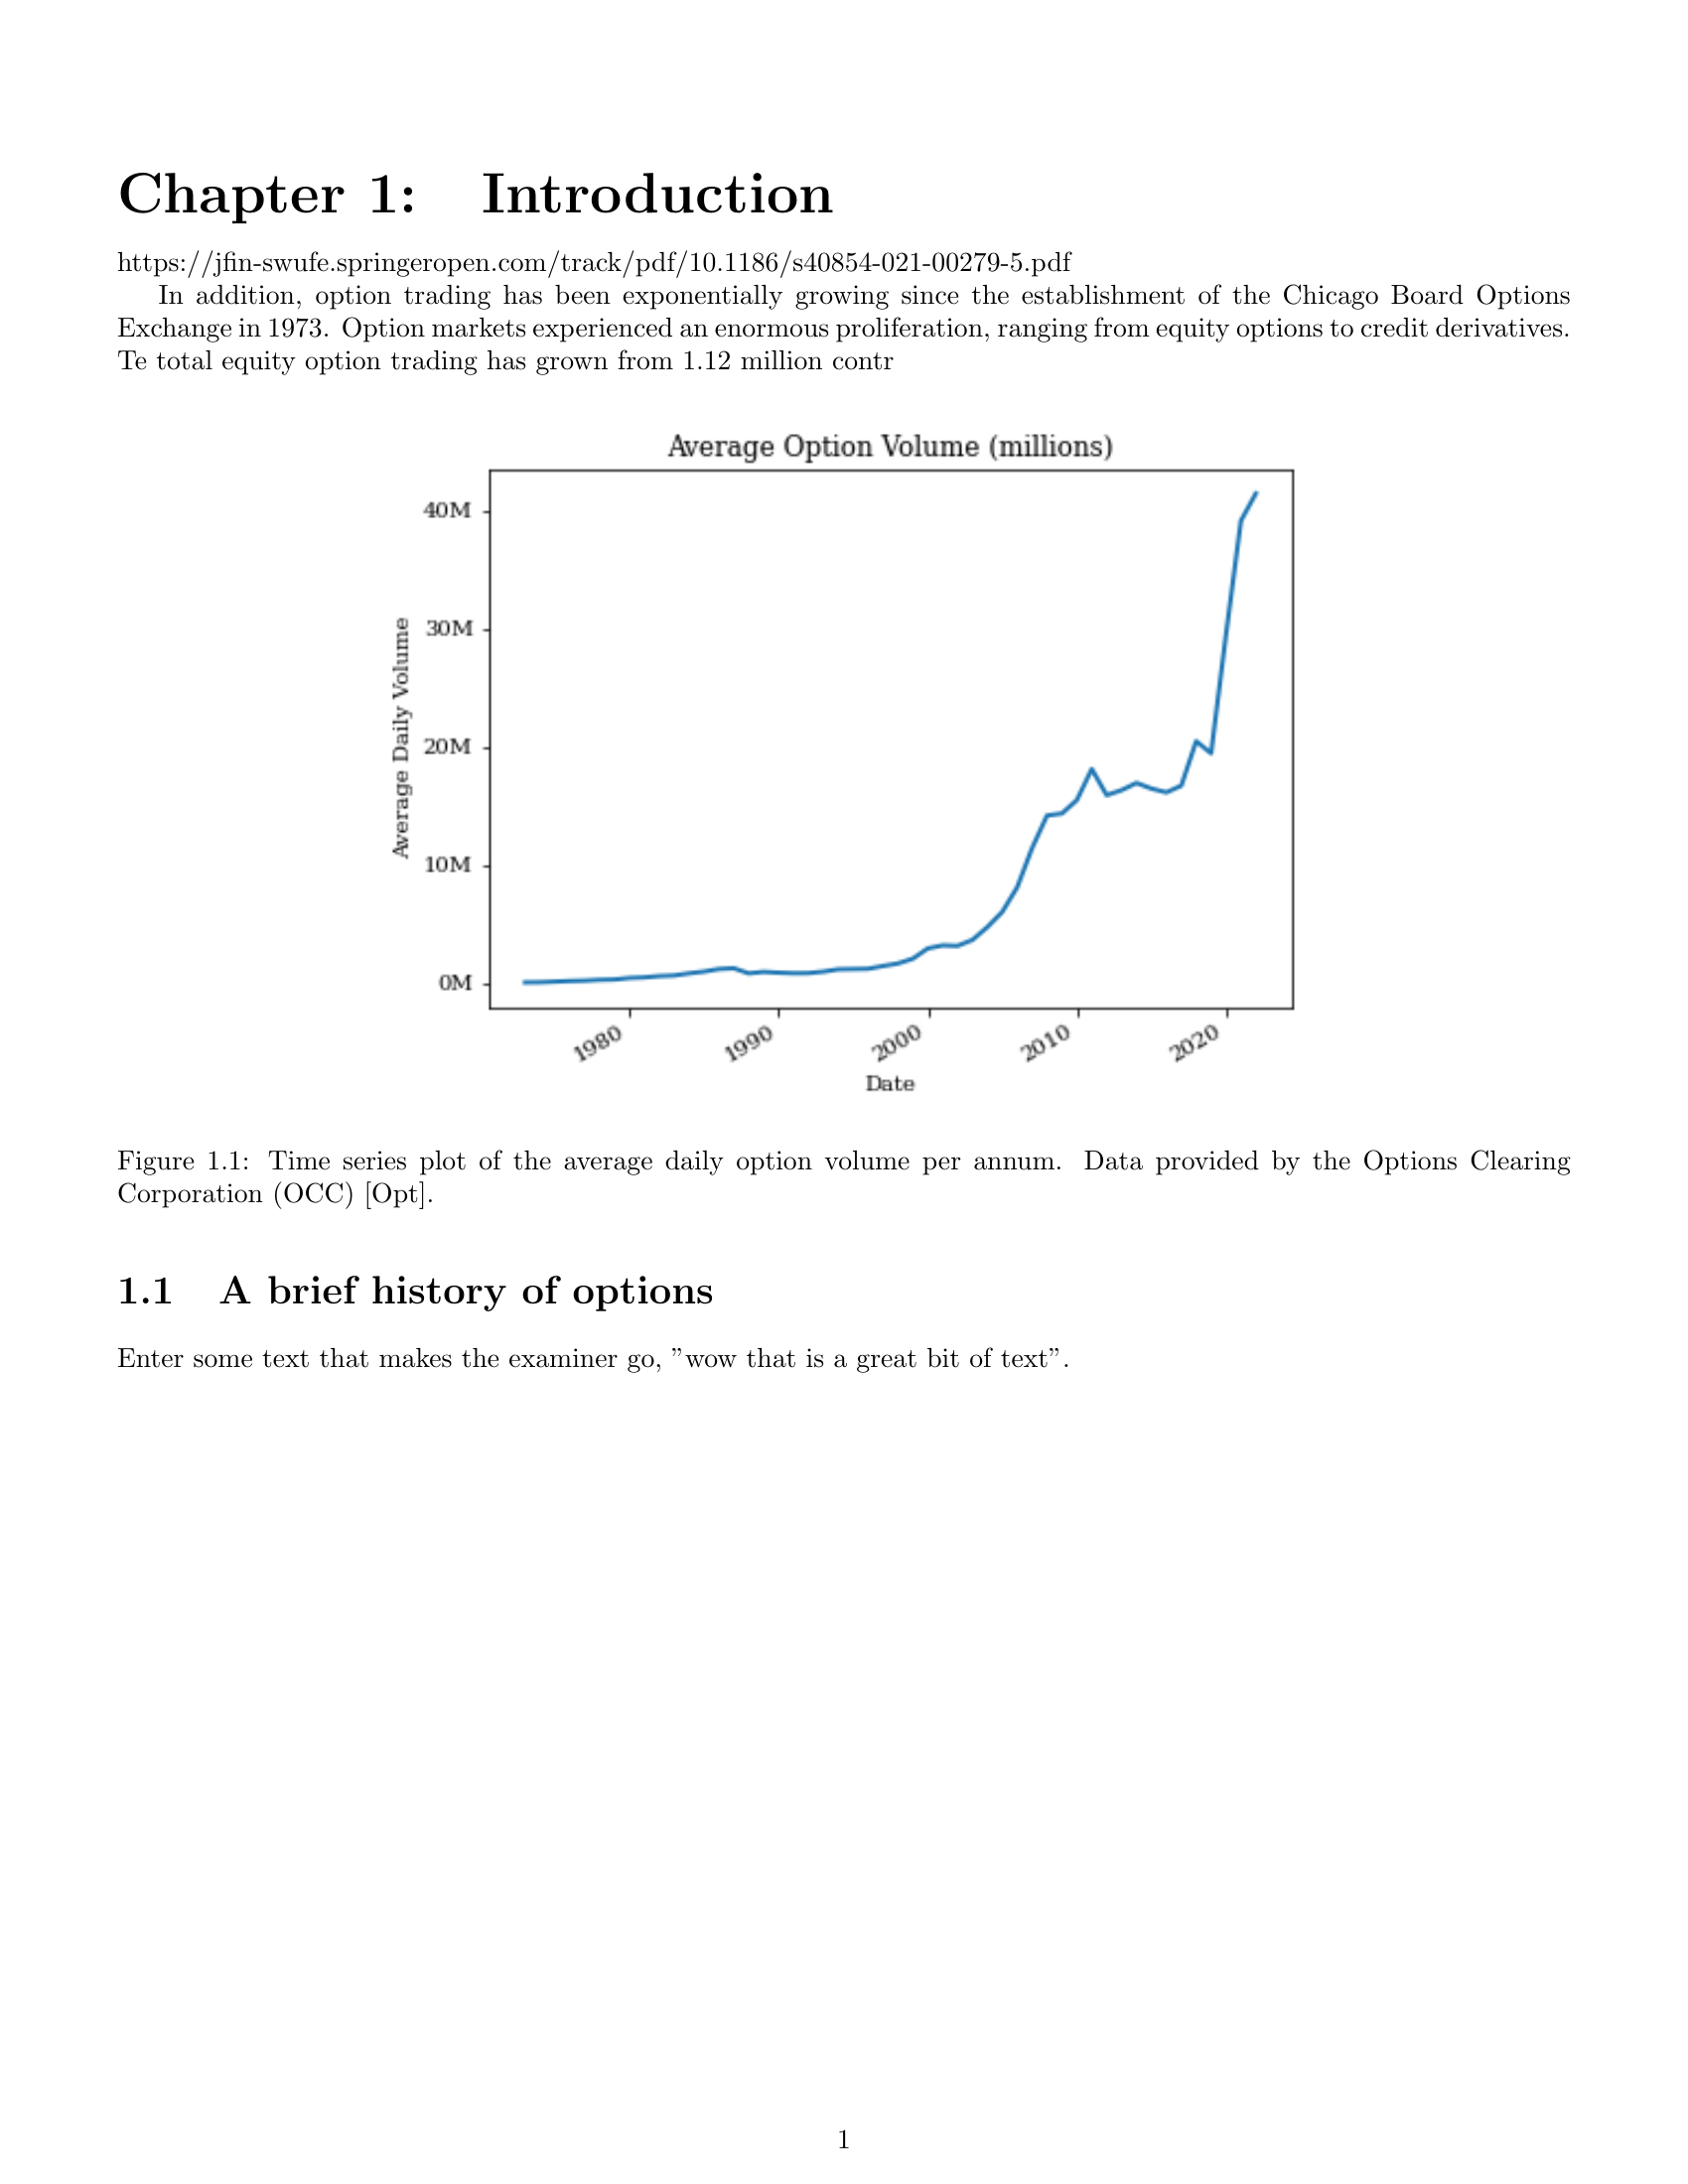 Chapter 1: Introduction
https://jfin-swufe.springeropen.com/track/pdf/10.1186/s40854-021-00279-5.pdf
In addition, option trading has been exponentially growing since the establishment of the Chicago Board Options
Exchange in 1973. Option markets experienced an enormous proliferation, ranging from equity options to credit derivatives.
Te total equity option trading has grown from 1.12 million contr
Average Option Volume (millions)
Average Daily Volume
40M
30M
20M
10M
0M
1980 1990 2000 2010 2020
Date
Figure 1.1: Time series plot of the average daily option volume per annum. Data provided by the Options Clearing
Corporation (OCC) [Opt].
1.1 A brief history of options
Enter some text that makes the examiner go, ”wow that is a great bit of text”.
1